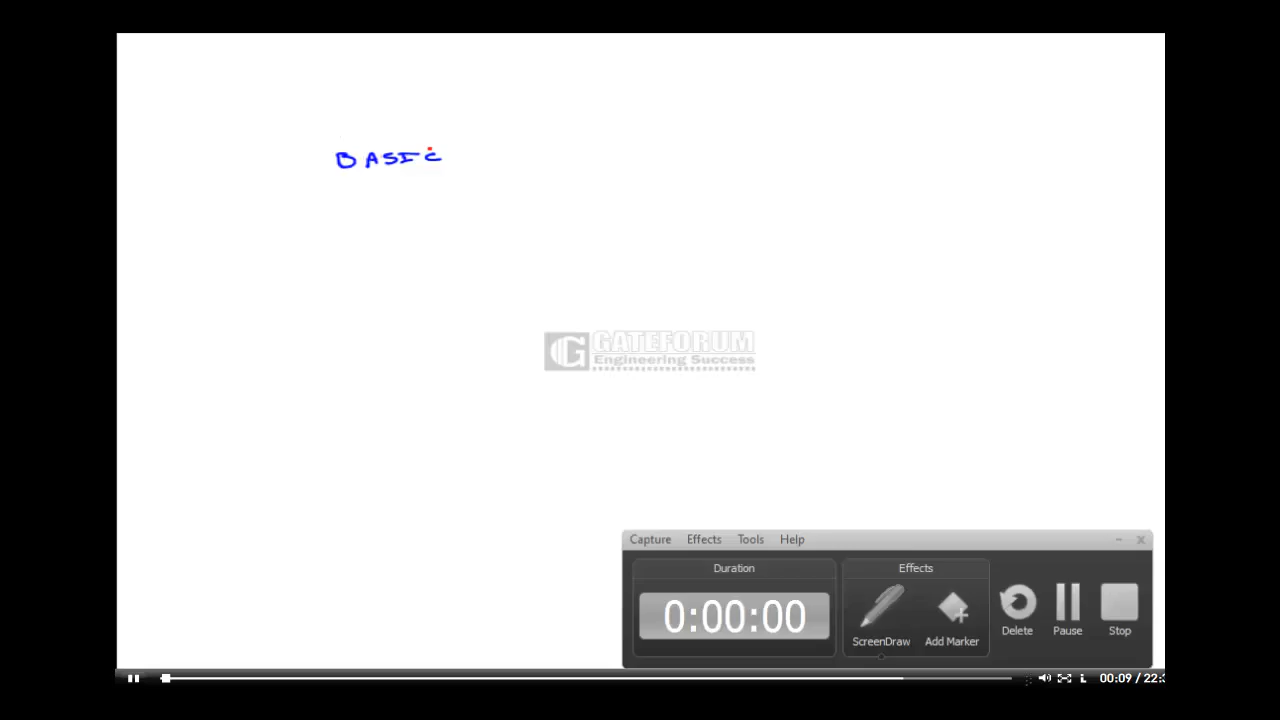 BASIC
GATEFORUM
Engineering Success
Capture Effects Tools Help
Duration
Effects
0:00:00
ScreenDraw
Add Marker
Delete
Pause
Stop
00:09 / 22: